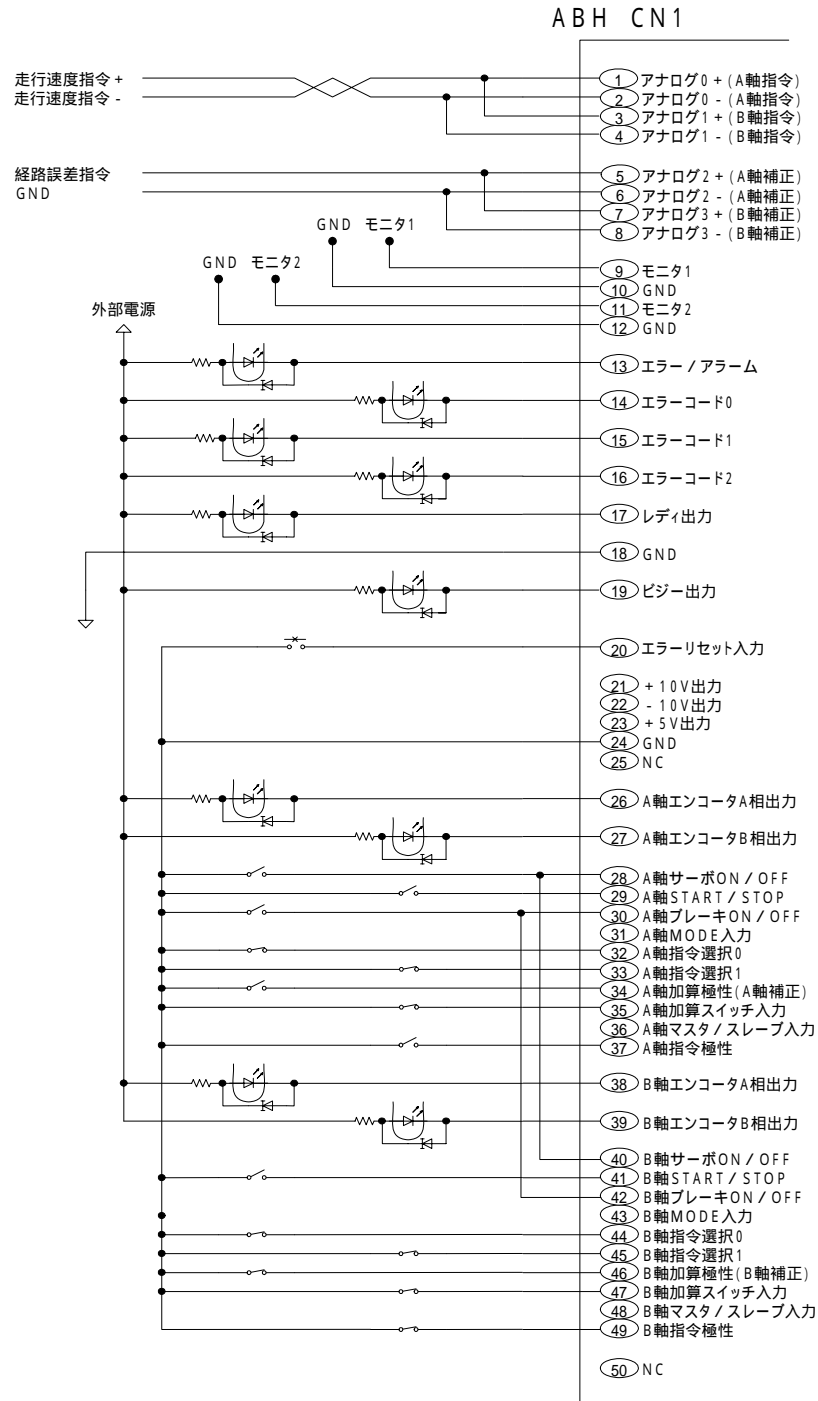 ABH CN1
走行速度指令+
走行速度指令-
1 アナログ0+(A軸指令)
2 アナログ0-(A軸指令)
3 アナログ1+(B軸指令)
4 アナログ1-(B軸指令)
経路誤差指令
GND
5 アナログ2+(A軸補正)
6 アナログ2-(A軸補正)
7 アナログ3+(B軸補正)
8 アナログ3-(B軸補正)
GND モニタ1
GND モニタ2
9 モニタ1
10 GND
11 モニタ2
12 GND
外部電源
13 エラー/アラーム
14 エラーコード0
15 エラーコード1
16 エラーコード2
17 レディ出力
18 GND
19 ビジー出力
20 エラーリセット入力
21 +10V出力
22 -10V出力
23 +5V出力
24 GND
25 NC
26 A軸エンコータA相出力
27 A軸エンコータB相出力
28 A軸サーボON/OFF
29 A軸START/STOP
30 A軸ブレーキON/OFF
31 A軸MODE入力
32 A軸指令選択0
33 A軸指令選択1
34 A軸加算極性(A軸補正)
35 A軸加算スイッチ入力
36 A軸マスタ/スレーブ入力
37 A軸指令極性
38 B軸エンコータA相出力
39 B軸エンコータB相出力
40 B軸サーボON/OFF
41 B軸START/STOP
42 B軸ブレーキON/OFF
43 B軸MODE入力
44 B軸指令選択0
45 B軸指令選択1
46 B軸加算極性(B軸補正)
47 B軸加算スイッチ入力
48 B軸マスタ/スレーブ入力
49 B軸指令極性
50 NC